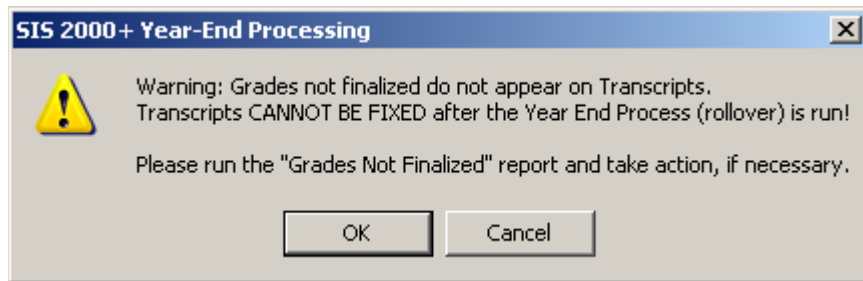 SIS 2000+ Year-End Processing
Warning: Grades not finalized do not appear on Transcripts.
Transcripts CANNOT BE FIXED after the Year End Process (rollover) is run!
Please run the "Grades Not Finalized" report and take action, if necessary.
OK
Cancel